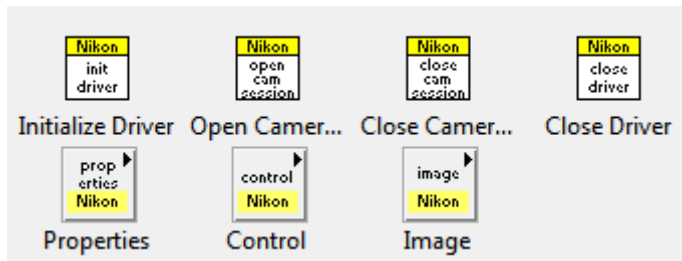 Nikon
init
driver
Nikon
open
cam
session
Nikon
close
cam
session
Nikon
close
driver
Initialize Driver
Open Camer...
Close Camer...
Close Driver
prop
erties
Nikon
control
Nikon
image
Nikon
Properties
Control
Image